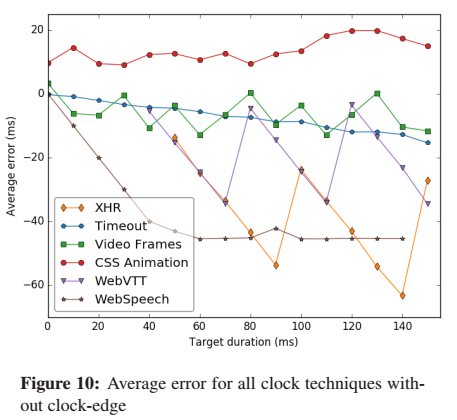 20
0
−20
−40
−60
Average error (ms)
XHR
Timeout
Video Frames
CSS Animation
WebVTT
WebSpeech
0 20 40 60 80 100 120 140
Target duration (ms)
Figure 10: Average error for all clock techniques with-
out clock-edge